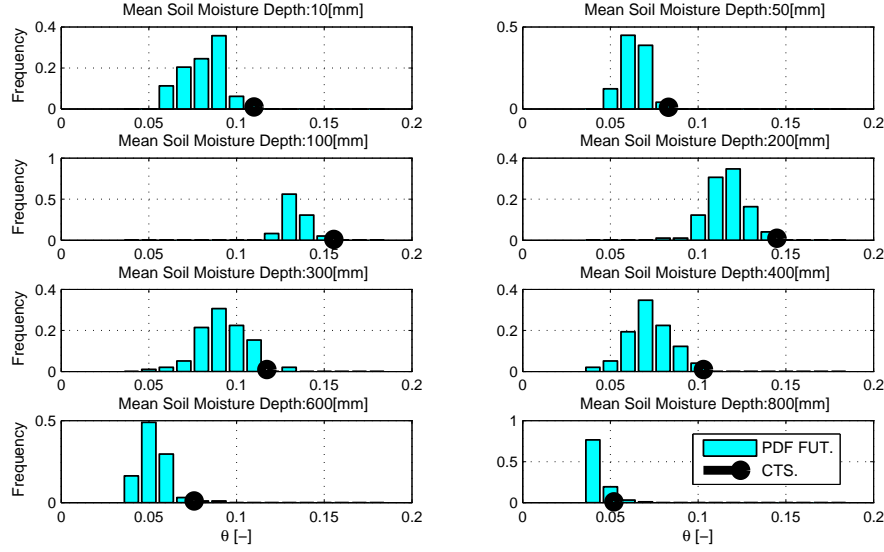 Mean Soil Moisture Depth:10[mm]
Frequency
0.4
0.2
0
0 0.05 0.1 0.15 0.2
Mean Soil Moisture Depth:50[mm]
0.5
0
0 0.05 0.1 0.15 0.2
Mean Soil Moisture Depth:100[mm]
Frequency
1
0.5
0
0 0.05 0.1 0.15 0.2
Mean Soil Moisture Depth:200[mm]
0.4
0.2
0
0 0.05 0.1 0.15 0.2
Mean Soil Moisture Depth:300[mm]
Frequency
0.4
0.2
0
0 0.05 0.1 0.15 0.2
Mean Soil Moisture Depth:400[mm]
0.4
0.2
0
0 0.05 0.1 0.15 0.2
Mean Soil Moisture Depth:600[mm]
Frequency
0.5
0
0 0.05 0.1 0.15 0.2
θ [−]
Mean Soil Moisture Depth:800[mm]
1
0.5
0
0 0.05 0.1 0.15 0.2
θ [−]
PDF FUT.
CTS.